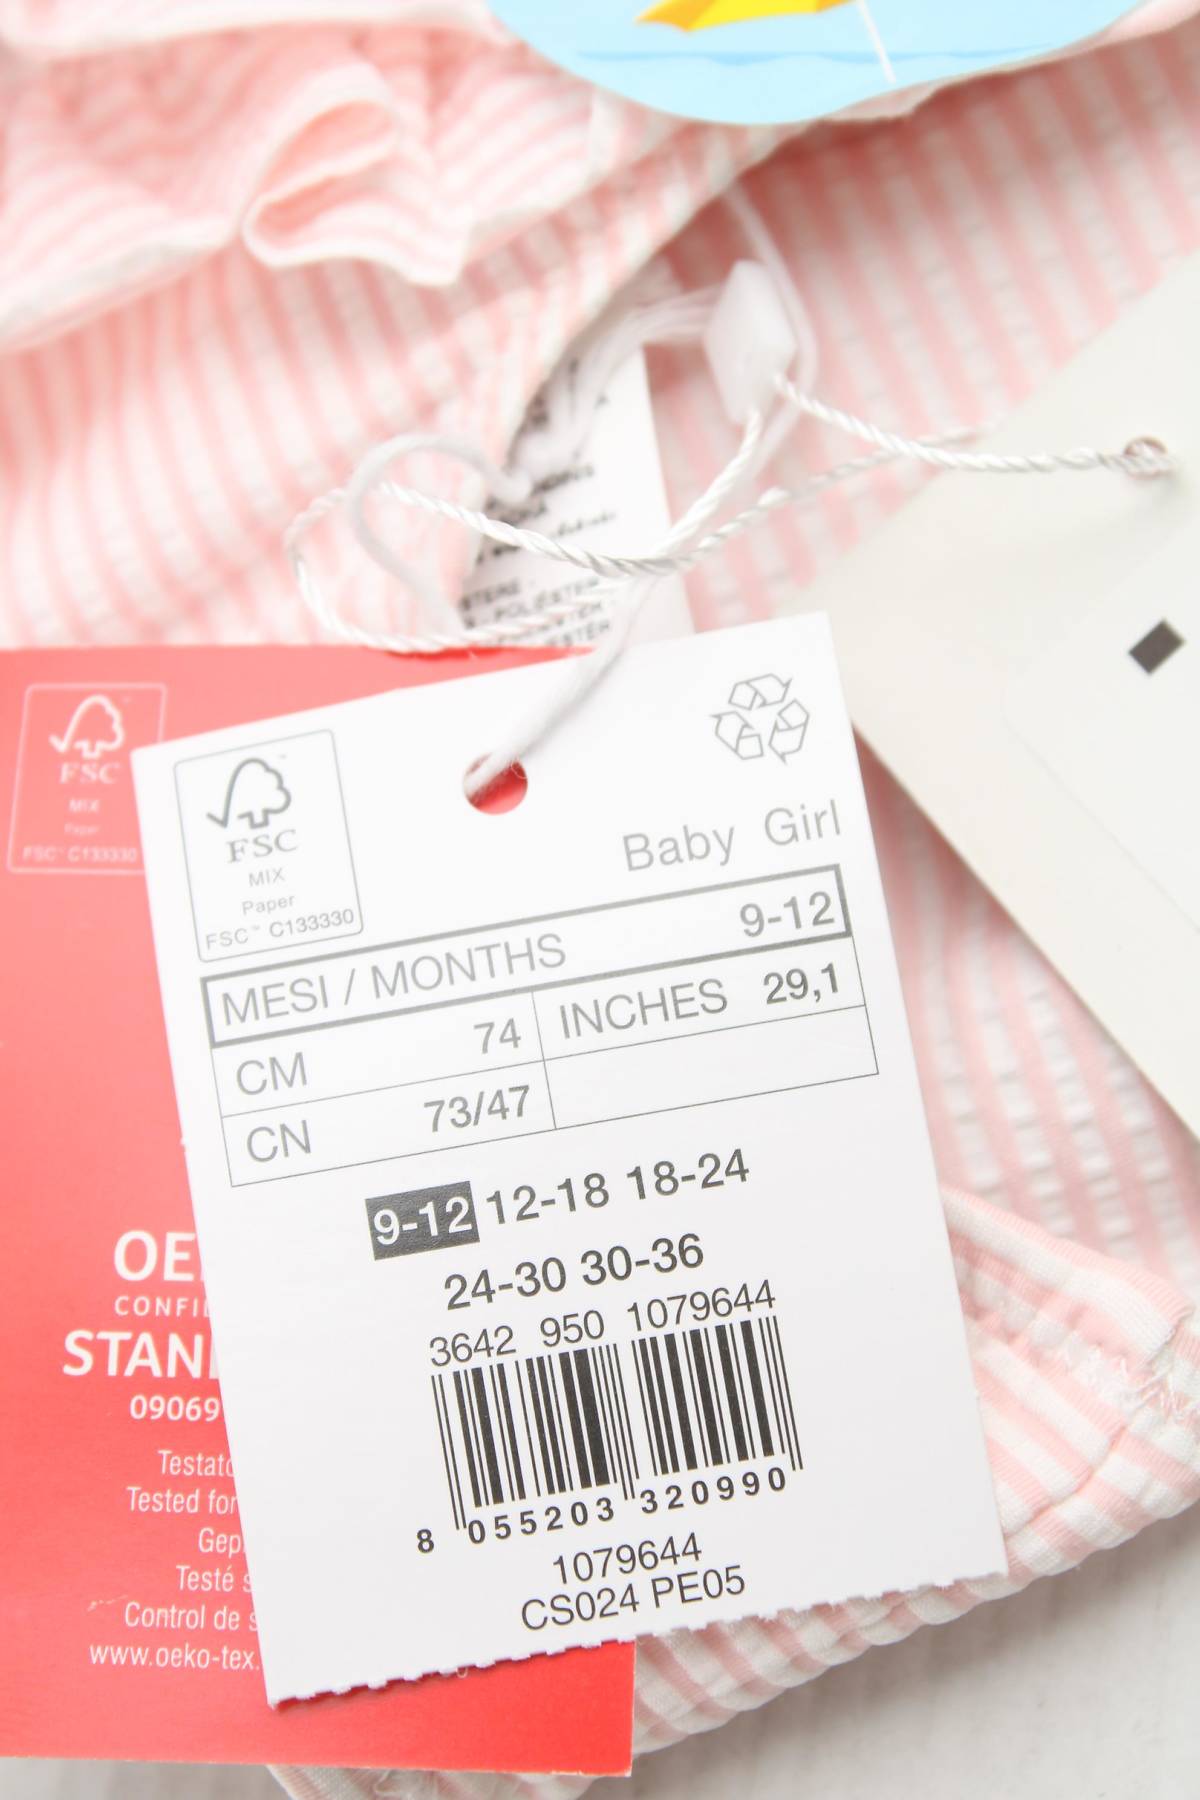 POLIESTER
FSC
MIX
Paper
FSC™ C133330
FSC
MIX
Paper
FSC™ C133330
Baby Girl
MESI / MONTHS 9-12
CM 74 INCHES 29,1
CN 73/47
9-12 12-18 18-24
24-30 30-36
3642 950 1079644
8 055203 320990
1079644
CS024 PE05
OE
CONFI
STAN
09069
Testato
Tested for
Gep
Testé s
Control de s
www.oeko-tex.